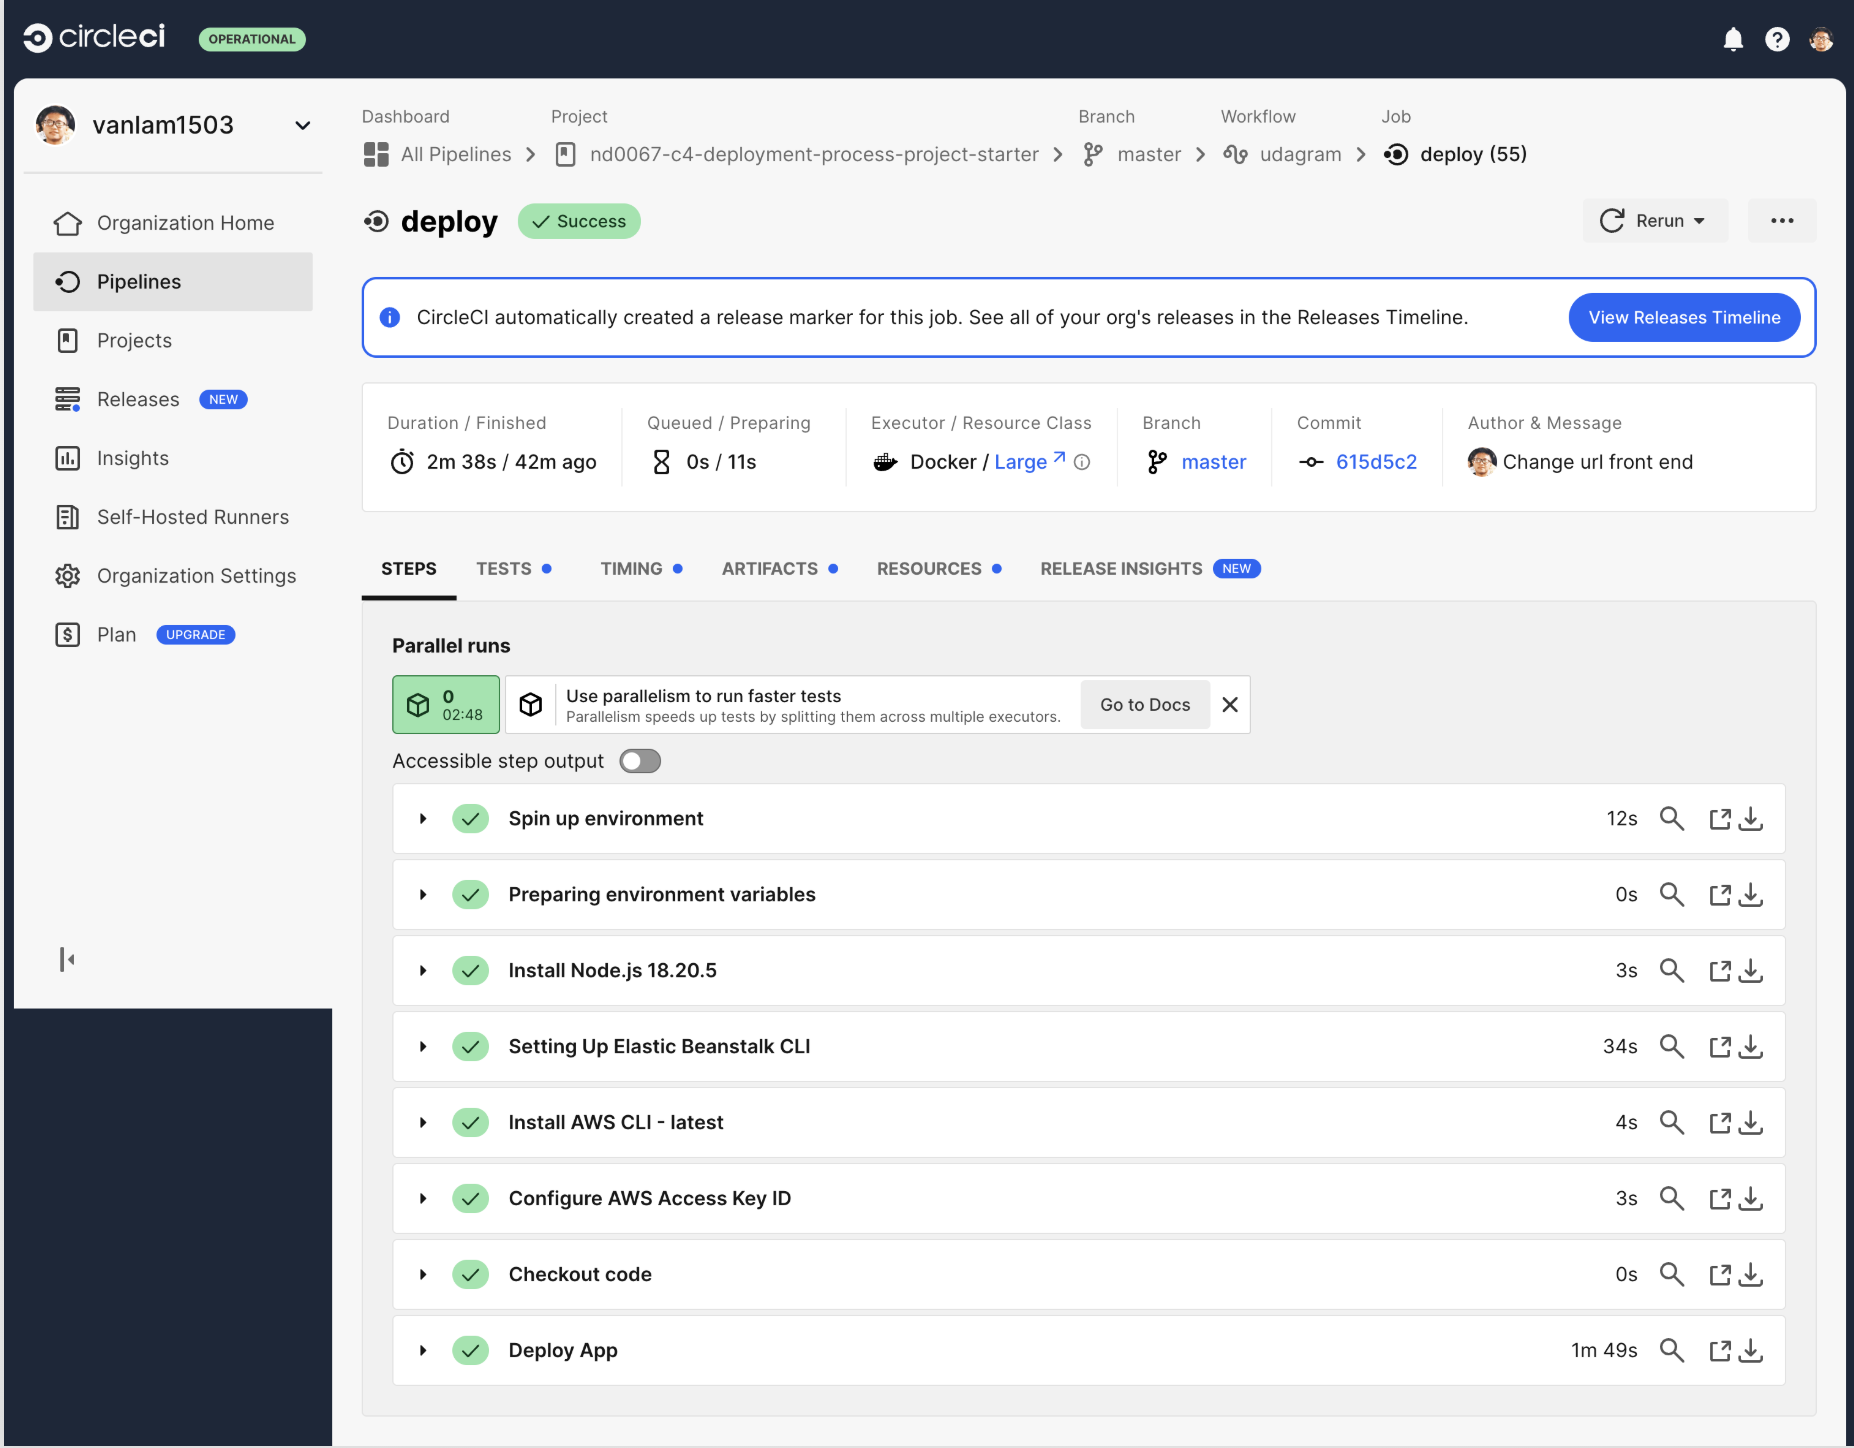 circleci
OPERATIONAL
vanlam1503
Organization Home
Pipelines
Projects
Releases NEW
Insights
Self-Hosted Runners
Organization Settings
Plan UPGRADE
Dashboard Project Branch Workflow Job
All Pipelines nd0067-c4-deployment-process-project-starter master udagram deploy (55)
deploy Success
Rerun
CircleCI automatically created a release marker for this job. See all of your org's releases in the Releases Timeline.
View Releases Timeline
Duration / Finished
2m 38s / 42m ago
Queued / Preparing
0s / 11s
Executor / Resource Class
Docker / Large
Branch
master
Commit
615d5c2
Author & Message
Change url front end
STEPS TESTS TIMING ARTIFACTS RESOURCES RELEASE INSIGHTS NEW
Parallel runs
0
02:48
Use parallelism to run faster tests
Parallelism speeds up tests by splitting them across multiple executors.
Go to Docs
Accessible step output
Spin up environment 12s
Preparing environment variables 0s
Install Node.js 18.20.5 3s
Setting Up Elastic Beanstalk CLI 34s
Install AWS CLI - latest 4s
Configure AWS Access Key ID 3s
Checkout code 0s
Deploy App 1m 49s